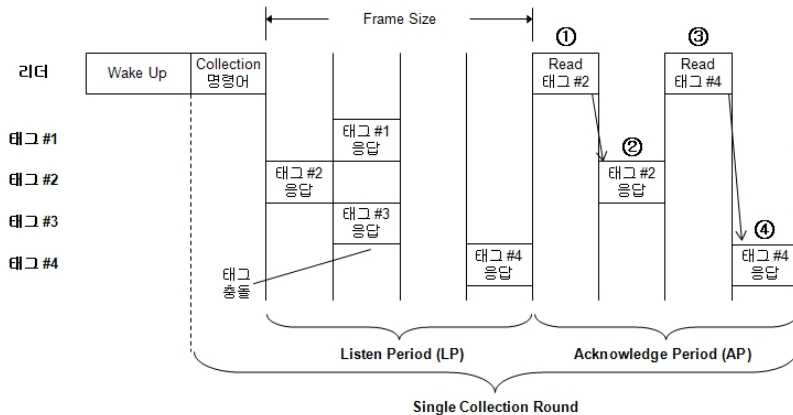 Frame Size
① ③
리더 Wake Up Collection 명령어 Read 태그 #2 Read 태그 #4
태그 #1 태그 #1 응답
②
태그 #2 태그 #2 응답 태그 #2 응답
태그 #3 태그 #3 응답
④
태그 #4 태그 #4 응답 태그 #4 응답
태그 충돌
Listen Period (LP) Acknowledge Period (AP)
Single Collection Round